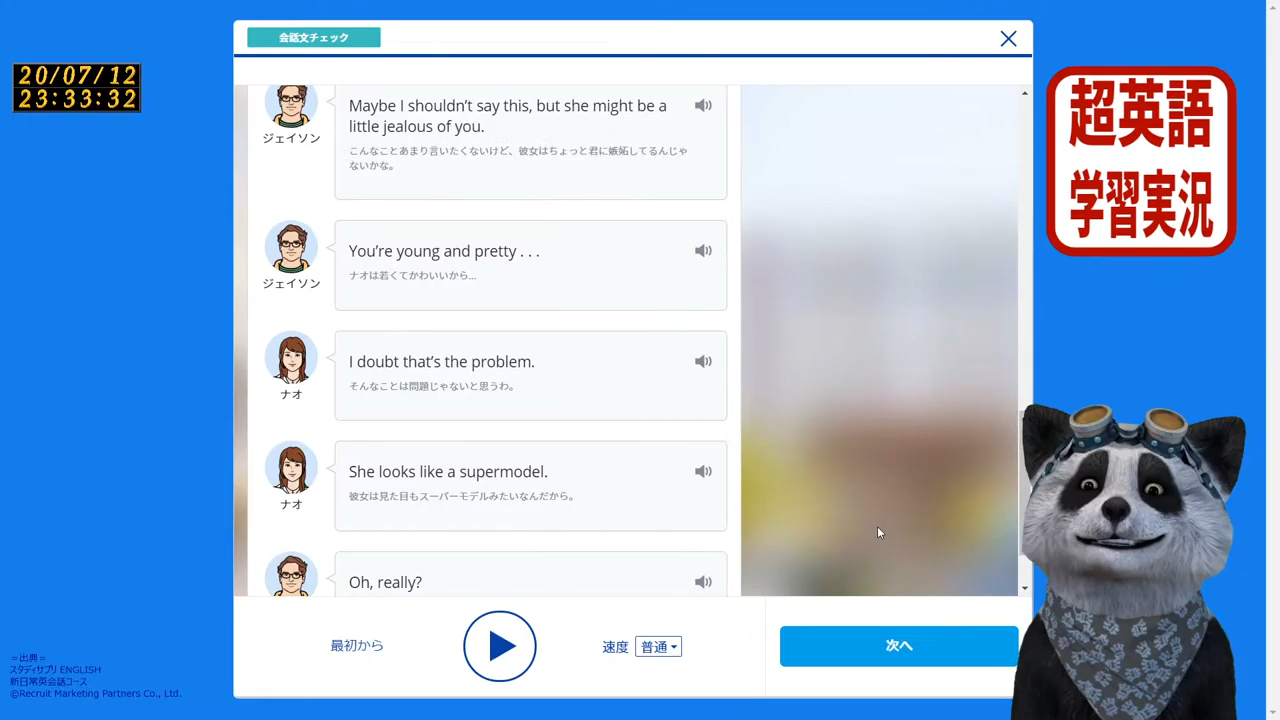 会話文チェック
20/07/12
23:33:32
超英語
学習実況
ジェイソン
Maybe I shouldn't say this, but she might be a
little jealous of you.
こんなことあまり言いたくないけど、彼女はちょっと君に嫉妬してるんじゃ
ないかな。
ジェイソン
You're young and pretty . . .
ナオは若くてかわいいから...
ナオ
I doubt that's the problem.
そんなことは問題じゃないと思うわ。
ナオ
She looks like a supermodel.
彼女は見た目もスーパーモデルみたいなんだから。
Oh, really?
最初から
速度 普通
次へ
＝出典＝
スタディサプリ ENGLISH
新日常英会話コース
©Recruit Marketing Partners Co., Ltd.